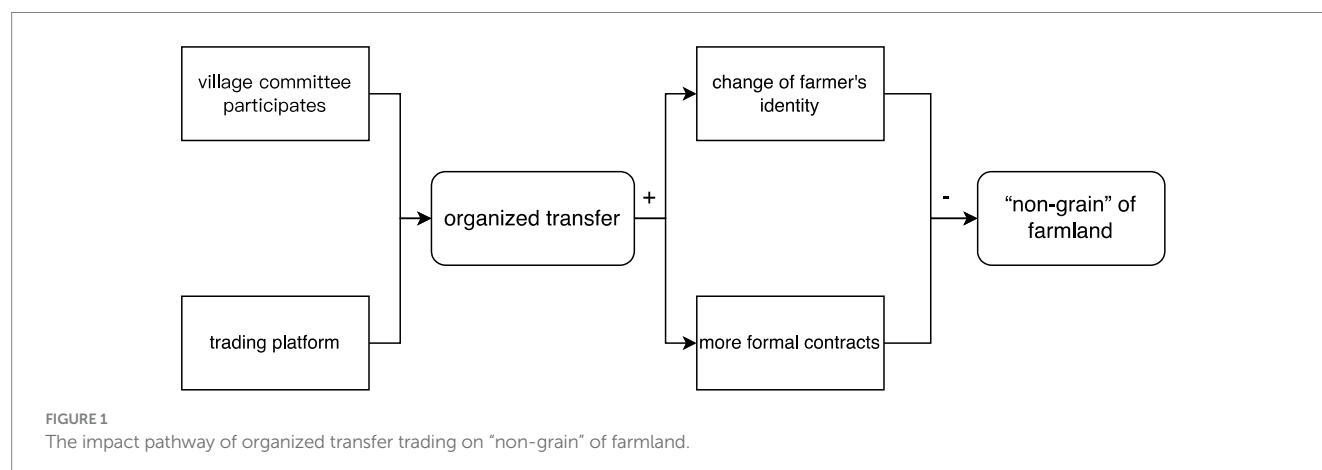 village committee
participates
change of farmer's
identity
organized transfer
+
-
“non-grain” of
farmland
trading platform
more formal contracts
FIGURE 1
The impact pathway of organized transfer trading on “non-grain” of farmland.